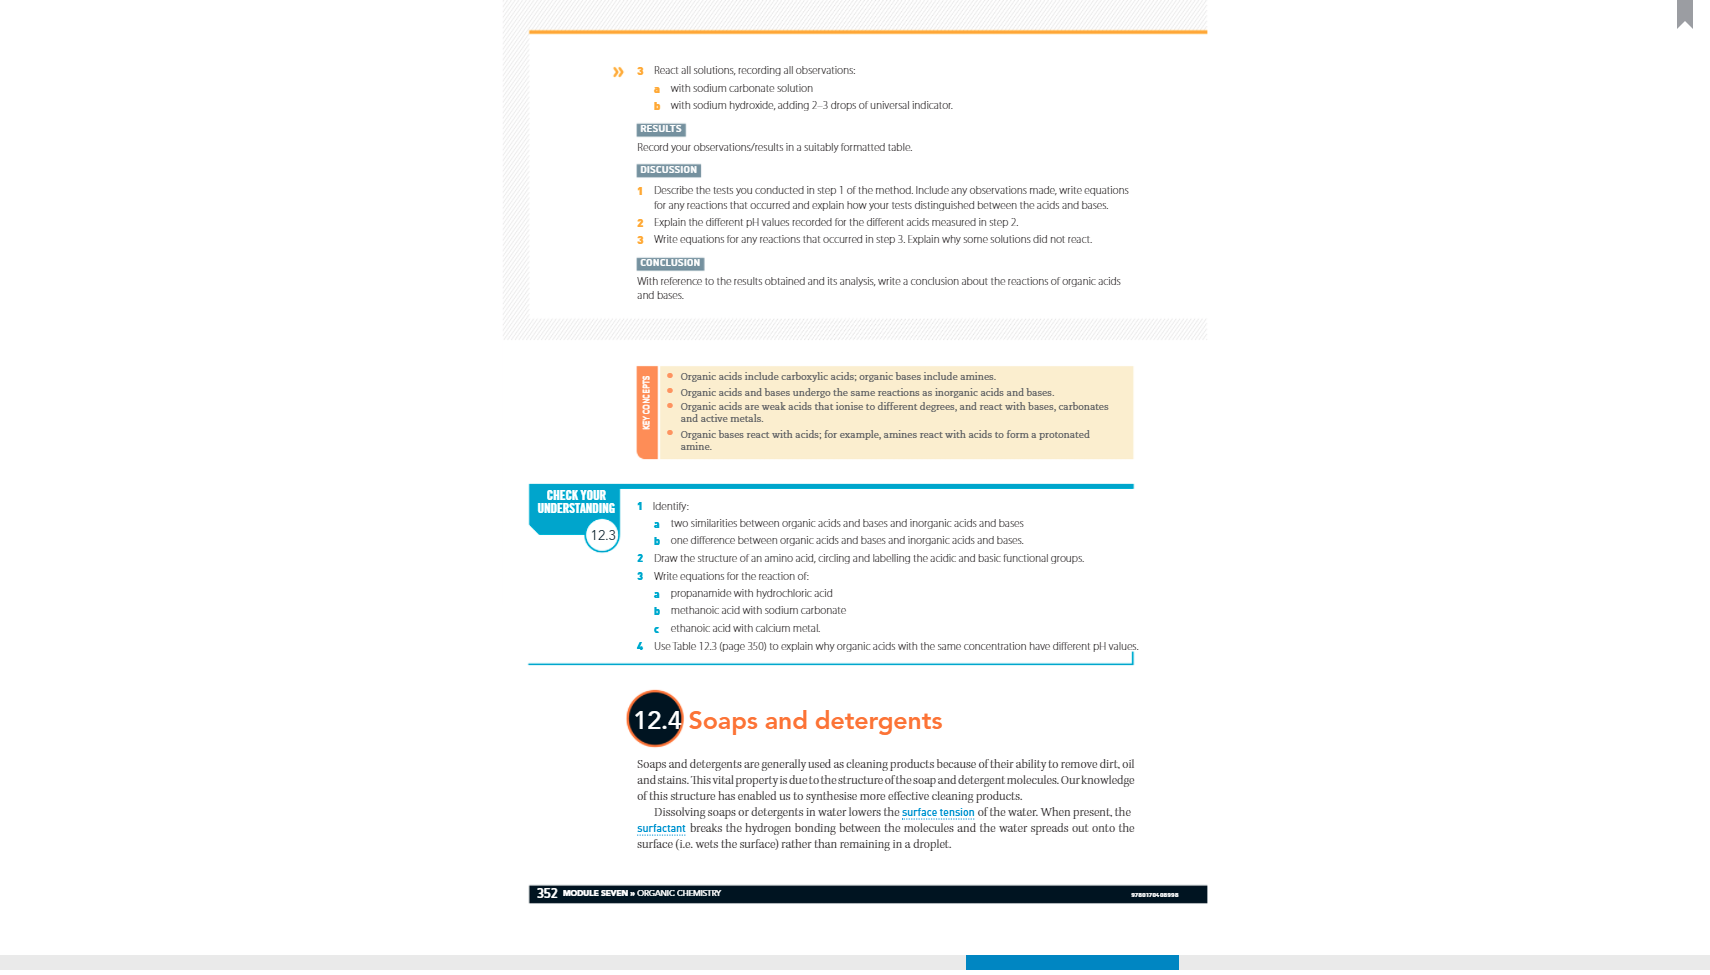 » 3 React all solutions, recording all observations:
a with sodium carbonate solution
b with sodium hydroxide, adding 2–3 drops of universal indicator.
RESULTS
Record your observations/results in a suitably formatted table.
DISCUSSION
1 Describe the tests you conducted in step 1 of the method. Include any observations made, write equations
for any reactions that occurred and explain how your tests distinguished between the acids and bases.
2 Explain the different pH values recorded for the different acids measured in step 2.
3 Write equations for any reactions that occurred in step 3. Explain why some solutions did not react.
CONCLUSION
With reference to the results obtained and its analysis, write a conclusion about the reactions of organic acids
and bases.
KEY CONCEPTS
• Organic acids include carboxylic acids; organic bases include amines.
• Organic acids and bases undergo the same reactions as inorganic acids and bases.
• Organic acids are weak acids that ionise to different degrees, and react with bases, carbonates
and active metals.
• Organic bases react with acids; for example, amines react with acids to form a protonated
amine.
CHECK YOUR
UNDERSTANDING
12.3
1 Identify:
a two similarities between organic acids and bases and inorganic acids and bases
b one difference between organic acids and bases and inorganic acids and bases.
2 Draw the structure of an amino acid, circling and labelling the acidic and basic functional groups.
3 Write equations for the reaction of:
a propanamide with hydrochloric acid
b methanoic acid with sodium carbonate
c ethanoic acid with calcium metal.
4 Use Table 12.3 (page 350) to explain why organic acids with the same concentration have different pH values.
12.4 Soaps and detergents
Soaps and detergents are generally used as cleaning products because of their ability to remove dirt, oil
and stains. This vital property is due to the structure of the soap and detergent molecules. Our knowledge
of this structure has enabled us to synthesise more effective cleaning products.
Dissolving soaps or detergents in water lowers the surface tension of the water. When present, the
surfactant breaks the hydrogen bonding between the molecules and the water spreads out onto the
surface (i.e. wets the surface) rather than remaining in a droplet.
352 MODULE SEVEN » ORGANIC CHEMISTRY
9780170408998